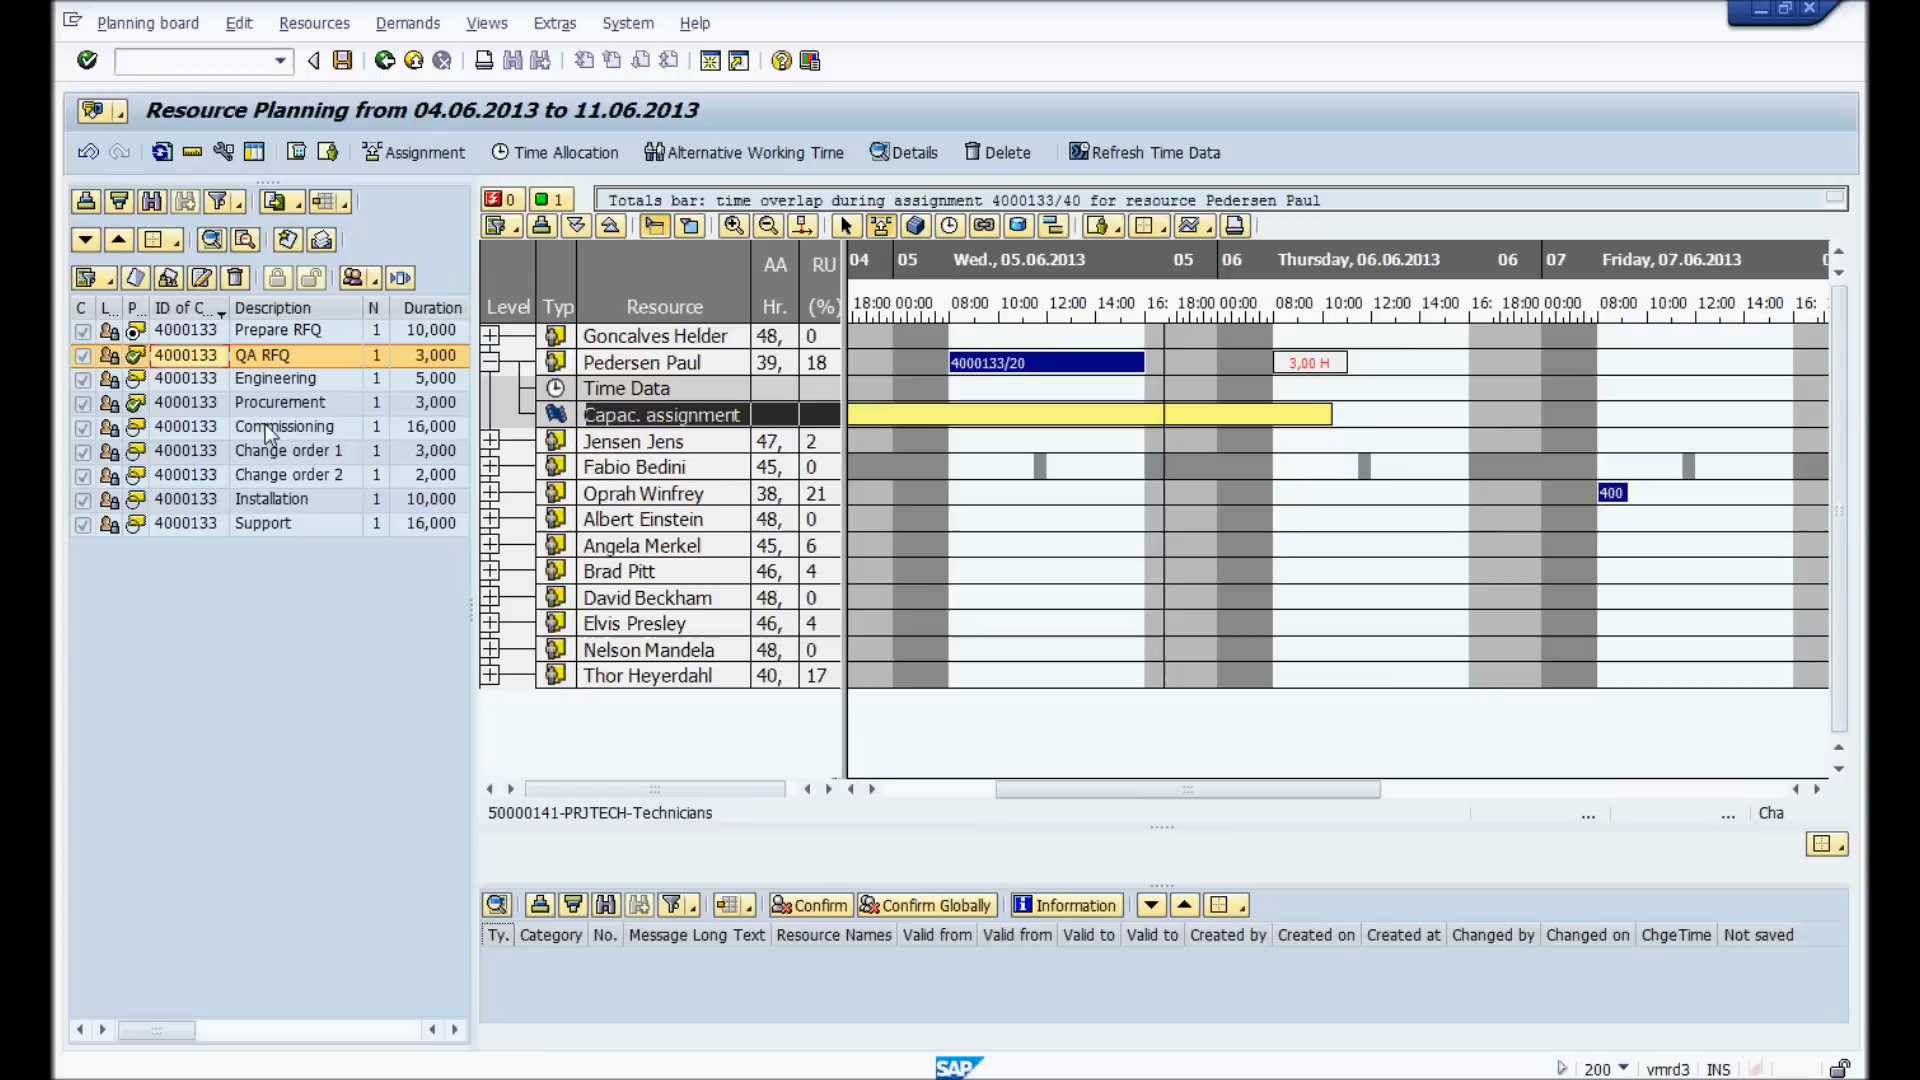 Planning board Edit Resources Demands Views Extras System Help
Resource Planning from 04.06.2013 to 11.06.2013
Assignment Time Allocation Alternative Working Time Details Delete Refresh Time Data
0 1 Totals bar: time overlap during assignment 4000133/40 for resource Pedersen Paul
C L... P... ID of C... Description N Duration
4000133 Prepare RFQ 1 10,000
4000133 QA RFQ 1 3,000
4000133 Engineering 1 5,000
4000133 Procurement 1 3,000
4000133 Commissioning 1 16,000
4000133 Change order 1 1 3,000
4000133 Change order 2 1 2,000
4000133 Installation 1 10,000
4000133 Support 1 16,000
AA RU 04 05 Wed., 05.06.2013 05 06 Thursday, 06.06.2013 06 07 Friday, 07.06.2013
Level Typ Resource Hr. (%) 18:00 00:00 08:00 10:00 12:00 14:00 16: 18:00 00:00 08:00 10:00 12:00 14:00 16: 18:00 00:00 08:00 10:00 12:00 14:00 16:
Goncalves Helder 48, 0
Pedersen Paul 39, 18 4000133/20 3,00 H
Time Data
Capac. assignment
Jensen Jens 47, 2
Fabio Bedini 45, 0
Oprah Winfrey 38, 21 400
Albert Einstein 48, 0
Angela Merkel 45, 6
Brad Pitt 46, 4
David Beckham 48, 0
Elvis Presley 46, 4
Nelson Mandela 48, 0
Thor Heyerdahl 40, 17
50000141-PRJTECH-Technicians ... ... Cha
Confirm Confirm Globally Information
Ty. Category No. Message Long Text Resource Names Valid from Valid from Valid to Valid to Created by Created on Created at Changed by Changed on ChgeTime Not saved
SAP 200 vmrd3 INS